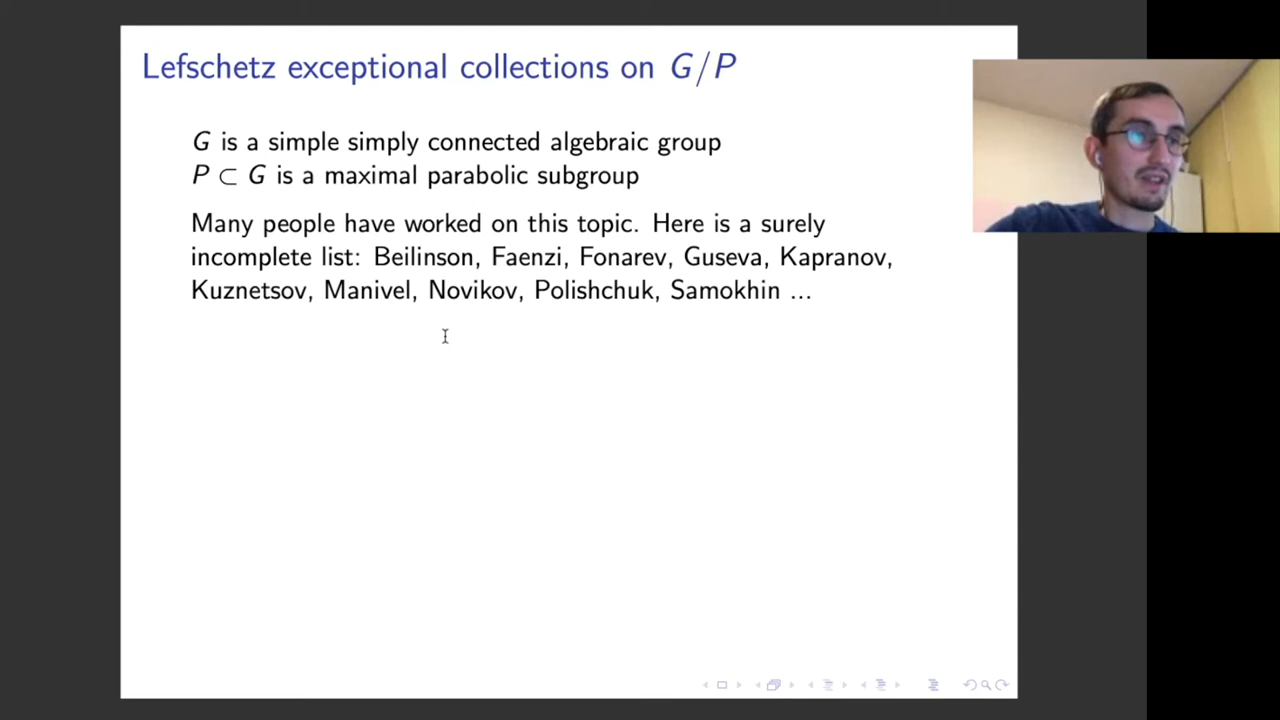 Lefschetz exceptional collections on G/P
G is a simple simply connected algebraic group
P ⊂ G is a maximal parabolic subgroup
Many people have worked on this topic. Here is a surely
incomplete list: Beilinson, Faenzi, Fonarev, Guseva, Kapranov,
Kuznetsov, Manivel, Novikov, Polishchuk, Samokhin ...